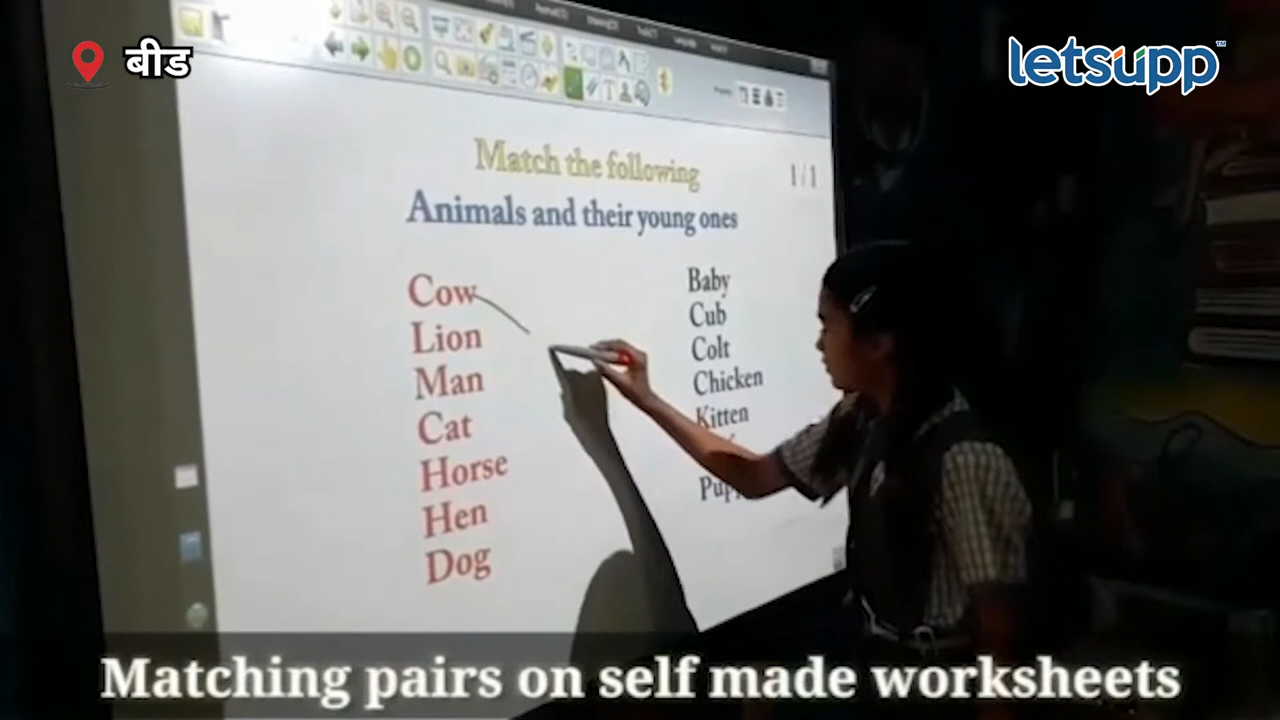 बीड
letsupp™
Match the following
1/1
Animals and their young ones
Cow
Lion
Man
Cat
Horse
Hen
Dog
Baby
Cub
Colt
Chicken
Kitten
Matching pairs on self made worksheets